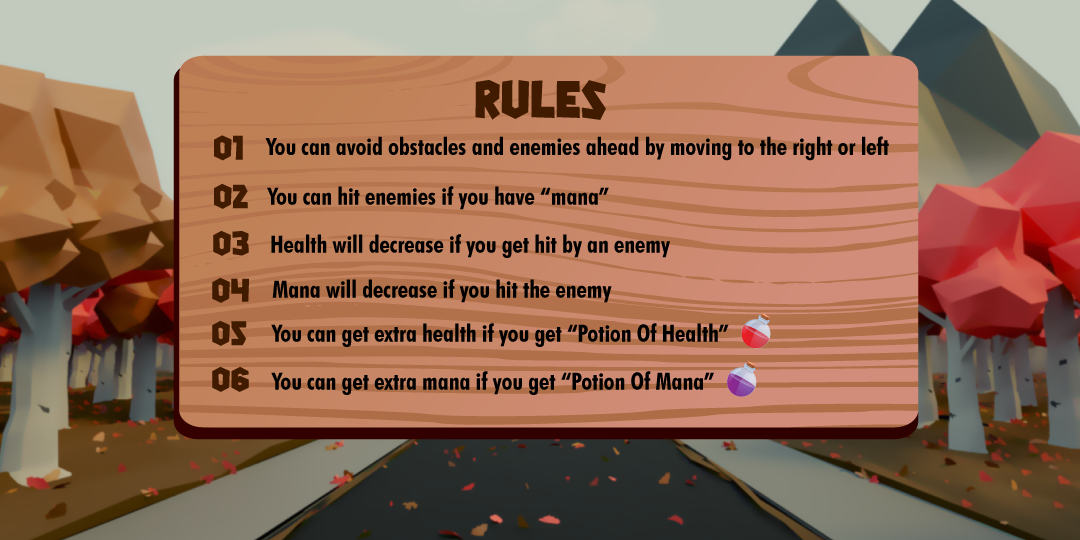 RULES
01 You can avoid obstacles and enemies ahead by moving to the right or left
02 You can hit enemies if you have “mana”
03 Health will decrease if you get hit by an enemy
04 Mana will decrease if you hit the enemy
05 You can get extra health if you get “Potion Of Health”
06 You can get extra mana if you get “Potion Of Mana”